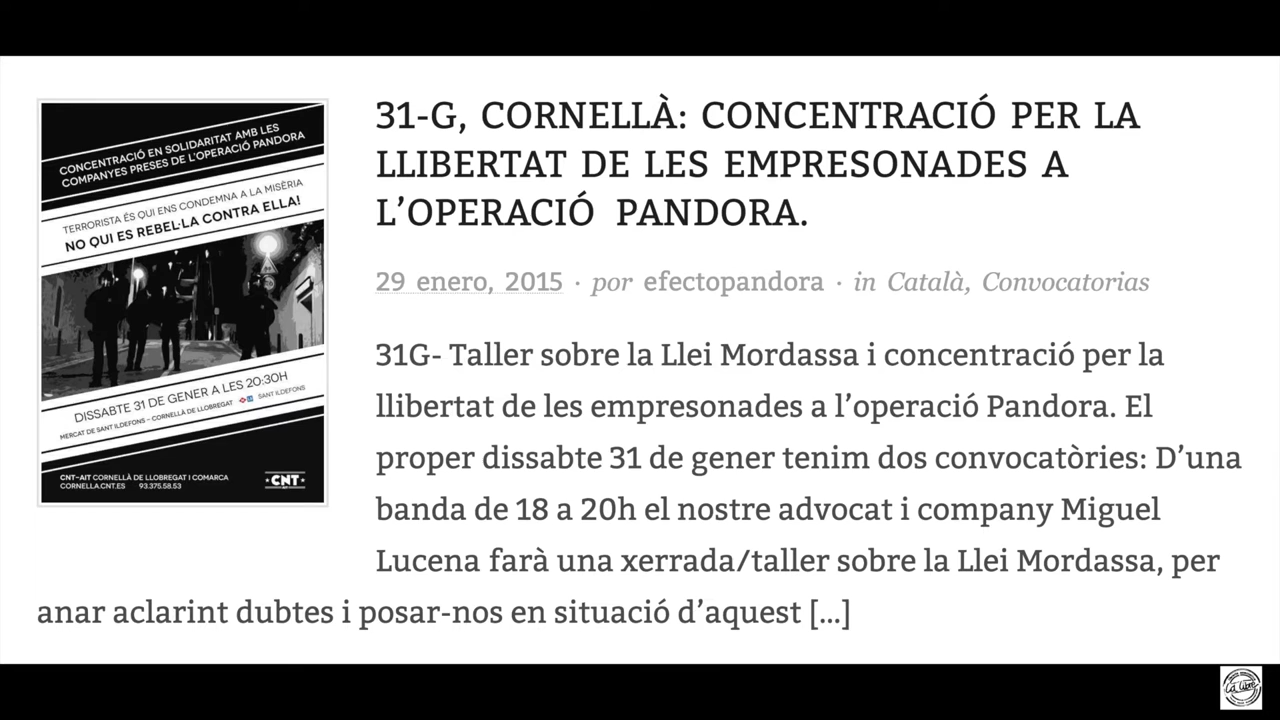 CONCENTRACIÓ EN SOLIDARITAT AMB LES
COMPANYES PRESES DE L'OPERACIÓ PANDORA
TERRORISTA ÉS QUI ENS CONDEMNA A LA MISÈRIA
NO QUI ES REBEL·LA CONTRA ELLA!
DISSABTE 31 DE GENER A LES 20:30H
MERCAT DE SANT ILDEFONS - CORNELLÀ DE LLOBREGAT SANT ILDEFONS
CNT-AIT CORNELLÀ DE LLOBREGAT I COMARCA
CORNELLA.CNT.ES 93.375.58.53
CNT
31-G, CORNELLÀ: CONCENTRACIÓ PER LA
LLIBERTAT DE LES EMPRESONADES A
L'OPERACIÓ PANDORA.
29 enero, 2015 · por efectopandora · in Català, Convocatorias
31G- Taller sobre la Llei Mordassa i concentració per la
llibertat de les empresonades a l'operació Pandora. El
proper dissabte 31 de gener tenim dos convocatòries: D'una
banda de 18 a 20h el nostre advocat i company Miguel
Lucena farà una xerrada/taller sobre la Llei Mordassa, per
anar aclarint dubtes i posar-nos en situació d'aquest [...]